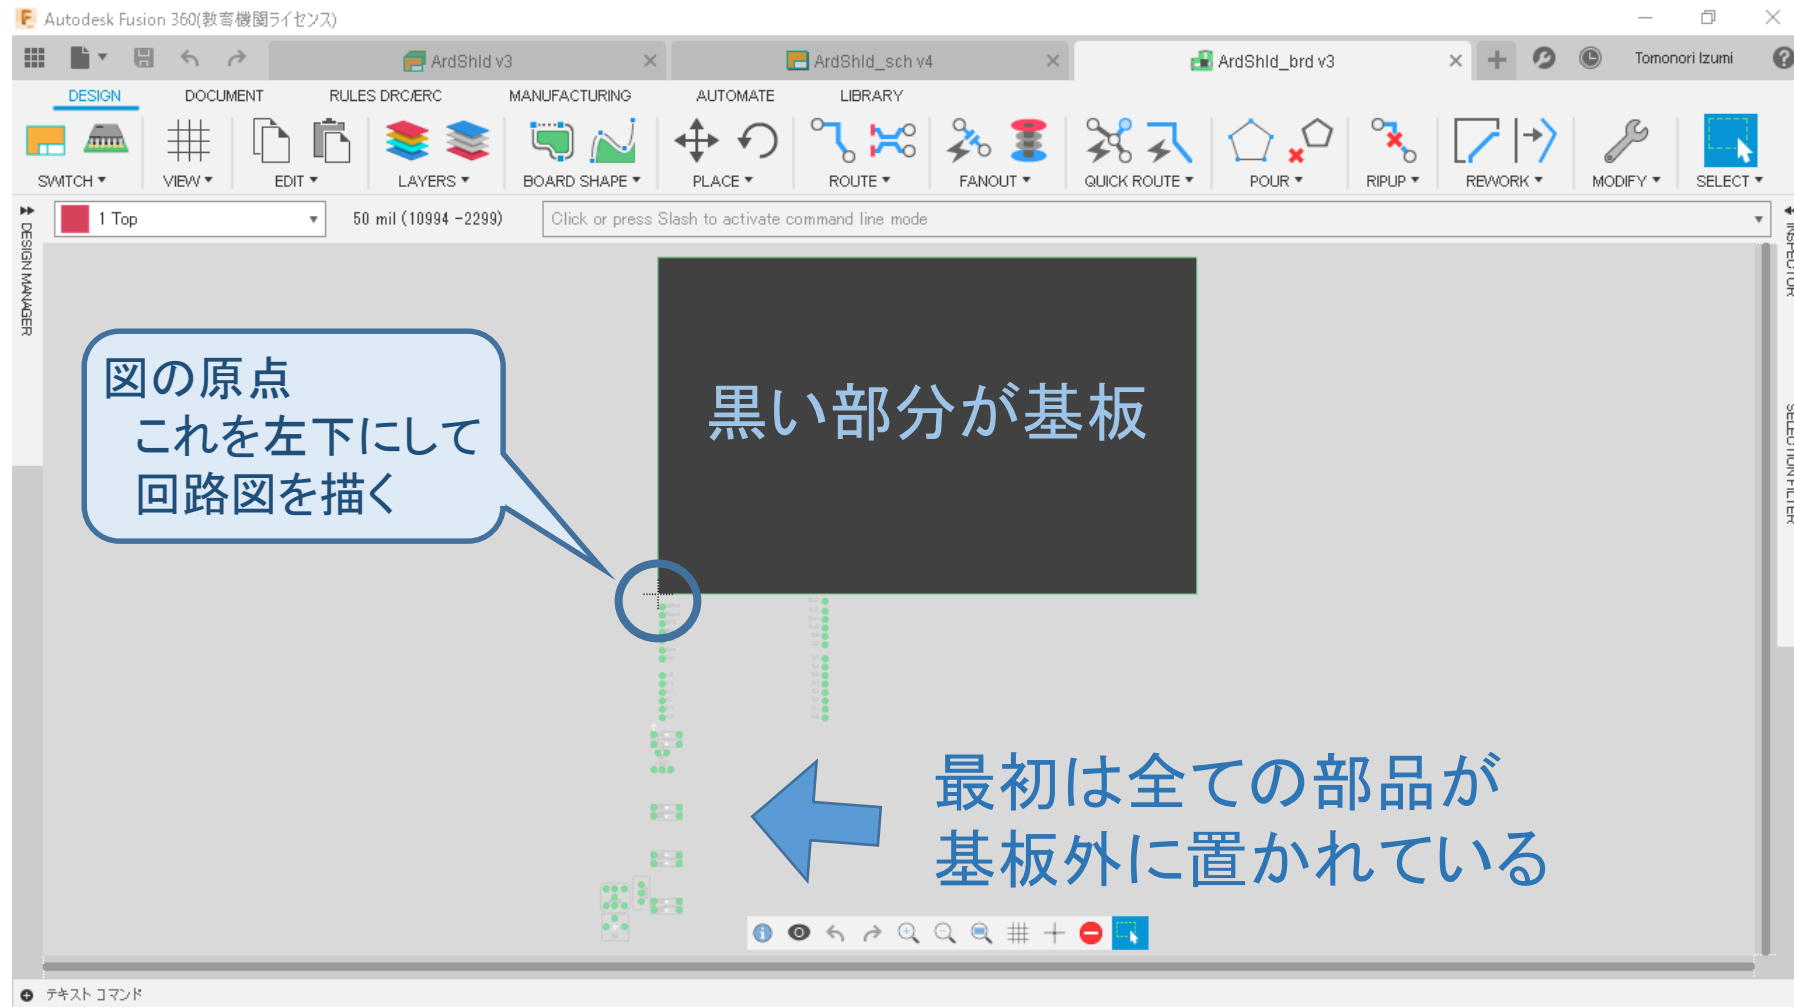 Autodesk Fusion 360(教育機関ライセンス)
ArdShld v3
ArdShld_sch v4
ArdShld_brd v3
Tomonori Izumi
DESIGN
DOCUMENT
RULES DRC/ERC
MANUFACTURING
AUTOMATE
LIBRARY
SWITCH
VIEW
EDIT
LAYERS
BOARD SHAPE
PLACE
ROUTE
FANOUT
QUICK ROUTE
POUR
RIPUP
REWORK
MODIFY
SELECT
1 Top
50 mil (10994 -2299)
Click or press Slash to activate command line mode
DESIGN MANAGER
INSPECTOR
SELECTION FILTER
図の原点
これを左下にして
回路図を描く
黒い部分が基板
最初は全ての部品が
基板外に置かれている
テキスト コマンド